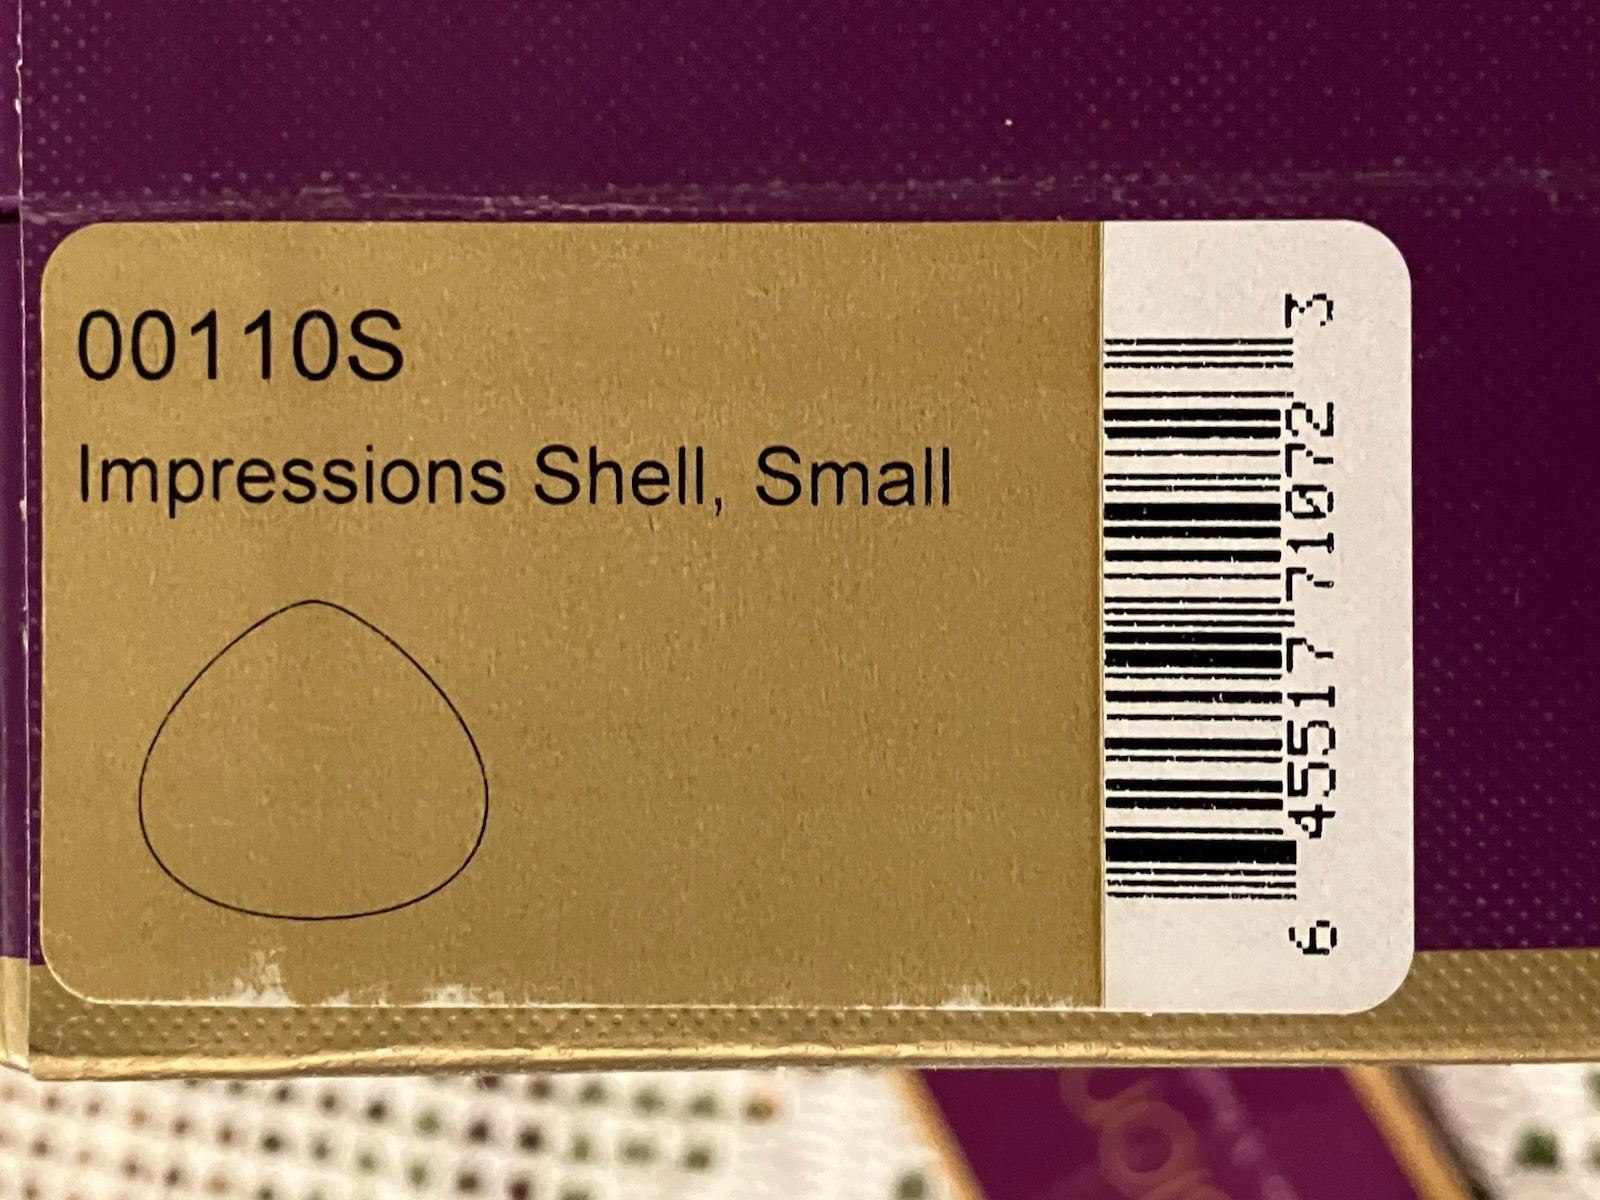 00110S
Impressions Shell, Small
6 45517 71072 3